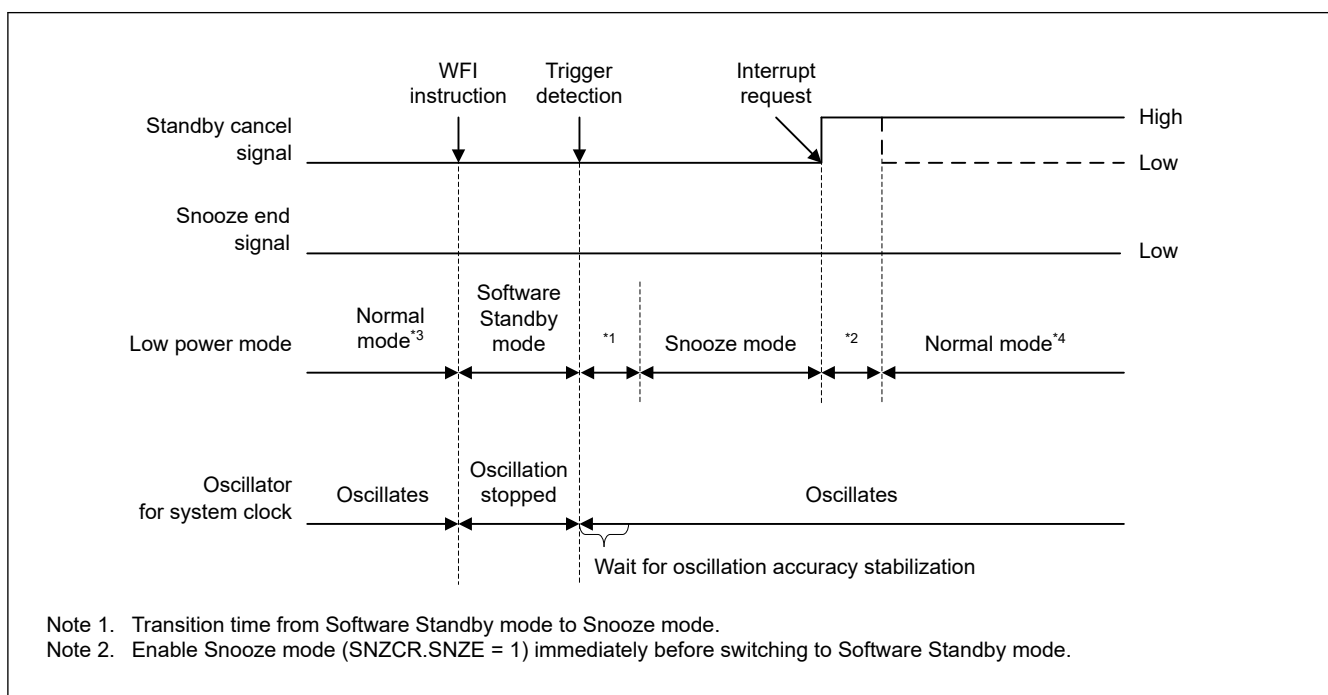 WFI
instruction
Trigger
detection
Interrupt
request
Standby cancel
signal
High
Low
Snooze end
signal
Low
Low power mode
Normal
mode*3
Software
Standby
mode
*1
Snooze mode
*2
Normal mode*4
Oscillator
for system clock
Oscillates
Oscillation
stopped
Oscillates
Wait for oscillation accuracy stabilization
Note 1. Transition time from Software Standby mode to Snooze mode.
Note 2. Enable Snooze mode (SNZCR.SNZE = 1) immediately before switching to Software Standby mode.